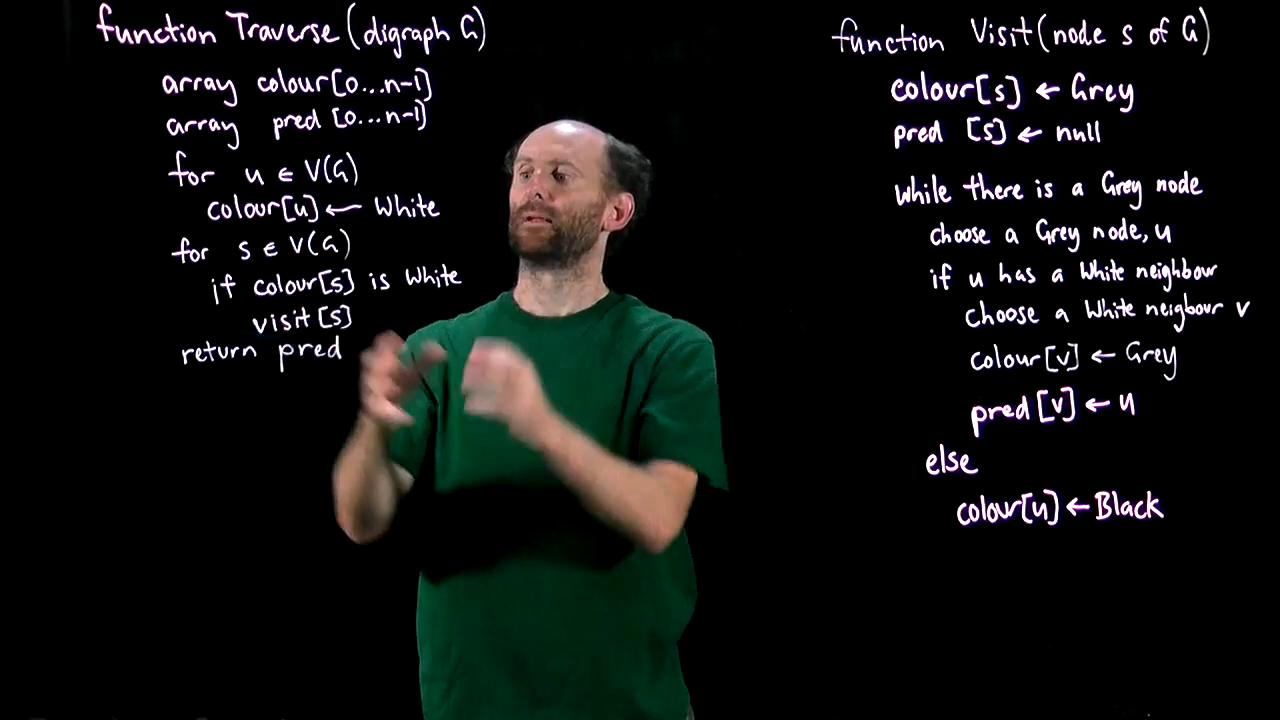 function Traverse (digraph G)
array colour[0...n-1]
array pred [0...n-1]
for u ∈ V(G)
colour[u] ← White
for s ∈ V(G)
if colour[s] is White
visit [s]
return pred
function Visit (node s of G)
colour[s] ← Grey
pred [s] ← null
while there is a Grey node
choose a Grey node, u
if u has a White neighbour
choose a White neigbour v
colour[v] ← Grey
pred [v] ← u
else
colour[u] ← Black